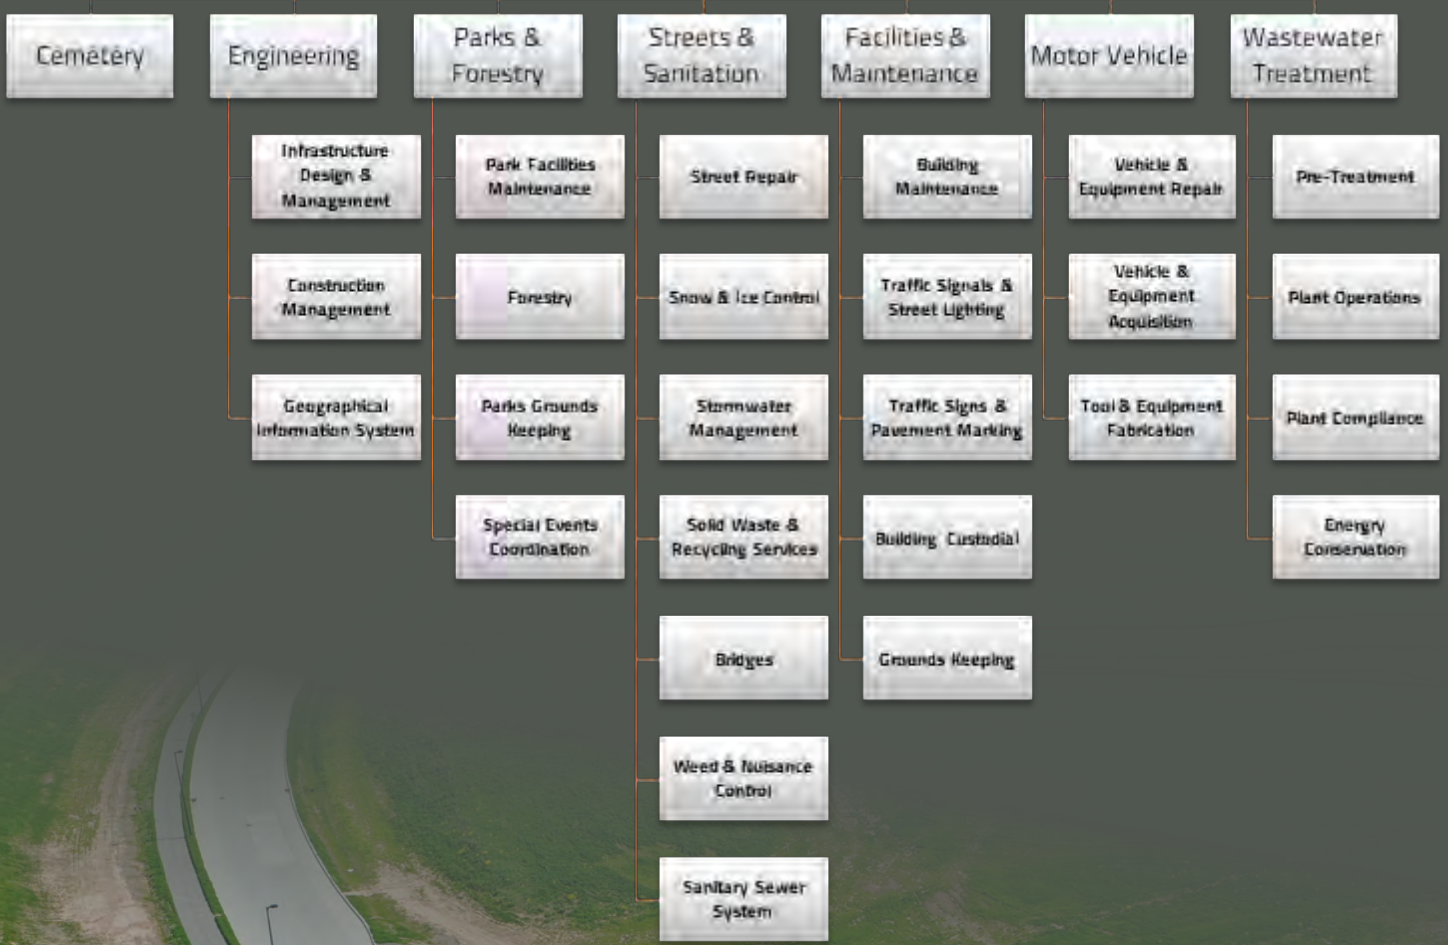 Cemetery
Engineering
Parks &
Forestry
Streets &
Sanitation
Facilities &
Maintenance
Motor Vehicle
Wastewater
Treatment
Infrastructure
Design &
Management
Construction
Management
Geographical
Information System
Park Facilities
Maintenance
Forestry
Parks Grounds
Keeping
Special Events
Coordination
Street Repair
Snow & Ice Control
Stormwater
Management
Solid Waste &
Recycling Services
Bridges
Weed & Nuisance
Control
Sanitary Sewer
System
Building
Maintenance
Traffic Signals &
Street Lighting
Traffic Signs &
Pavement Marking
Building Custodial
Grounds Keeping
Vehicle &
Equipment Repair
Vehicle &
Equipment
Acquisition
Tool & Equipment
Fabrication
Pre-Treatment
Plant Operations
Plant Compliance
Energry
Conservation